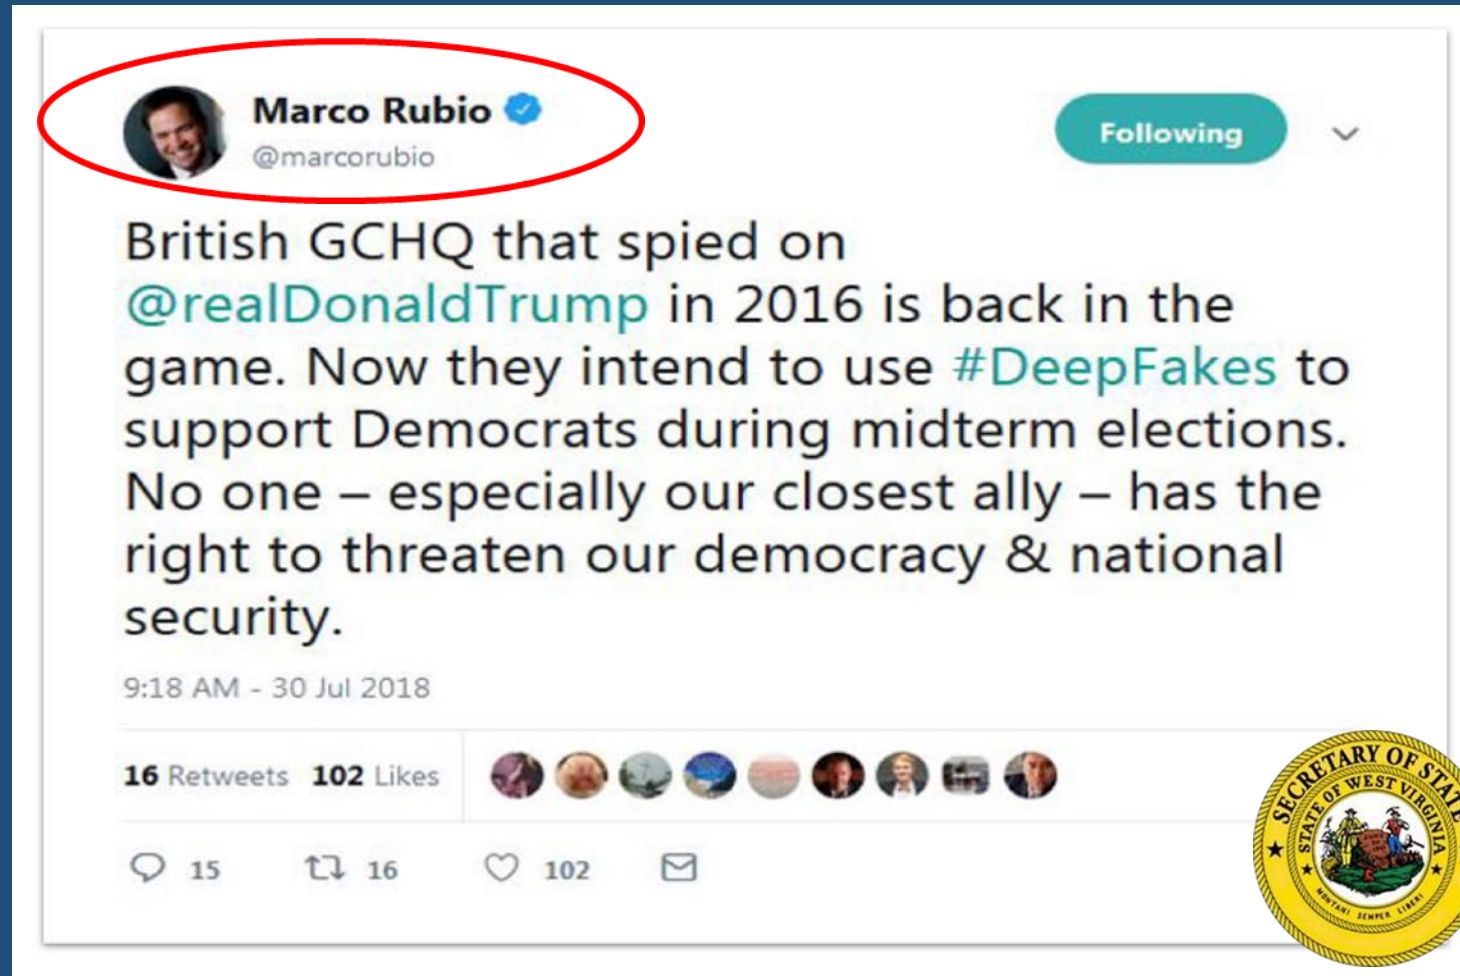 Marco Rubio
@marcorubio
Following
British GCHQ that spied on
@realDonaldTrump in 2016 is back in the
game. Now they intend to use #DeepFakes to
support Democrats during midterm elections.
No one – especially our closest ally – has the
right to threaten our democracy & national
security.
9:18 AM - 30 Jul 2018
16 Retweets 102 Likes
15 16 102
SECRETARY OF STATE
STATE OF WEST VIRGINIA
MONTANI SEMPER LIBERI